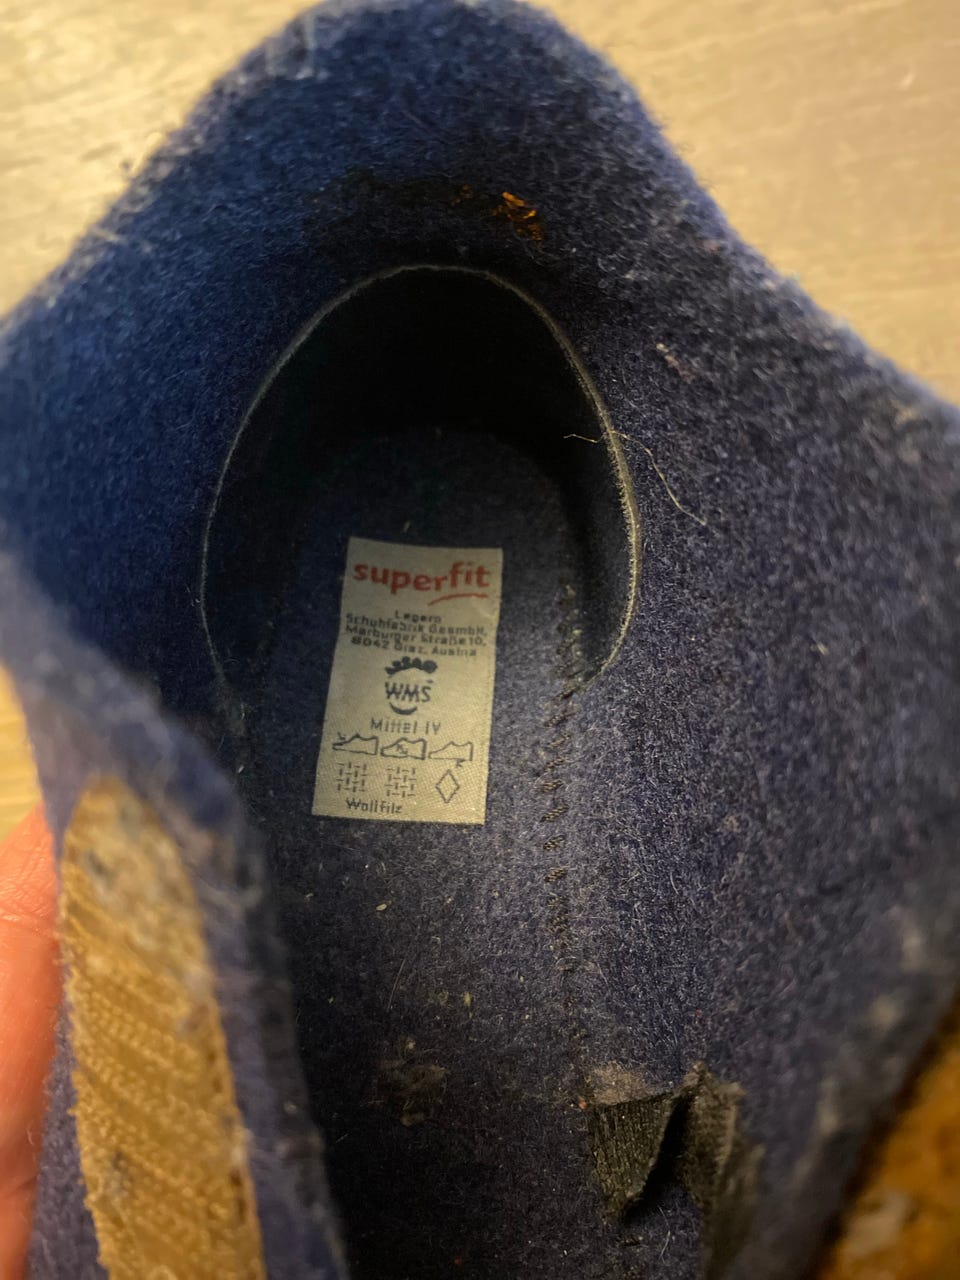 superfit
Legero
Schuhfabrik GesmbH,
Marburger Straße 10,
8042 Graz, Austria
WMS
Mittel IV
Wollfilz